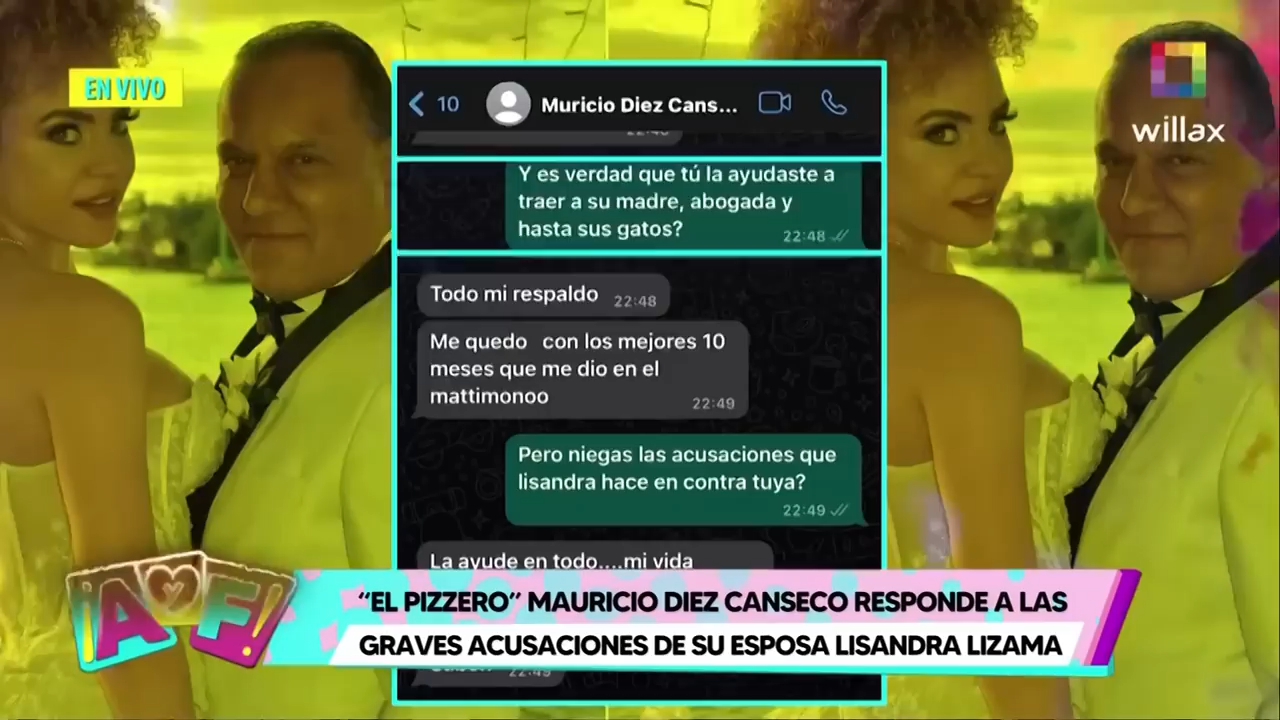 EN VIVO
willax
10
Muricio Diez Cans...
22:48
Y es verdad que tú la ayudaste a
traer a su madre, abogada y
hasta sus gatos?
22:48
Todo mi respaldo 22:48
Me quedo con los mejores 10
meses que me dio en el
mattimonoo
22:49
Pero niegas las acusaciones que
lisandra hace en contra tuya?
22:49
La ayude en todo....mi vida
¡AF!
“EL PIZZERO” MAURICIO DIEZ CANSECO RESPONDE A LAS
GRAVES ACUSACIONES DE SU ESPOSA LISANDRA LIZAMA
22:49